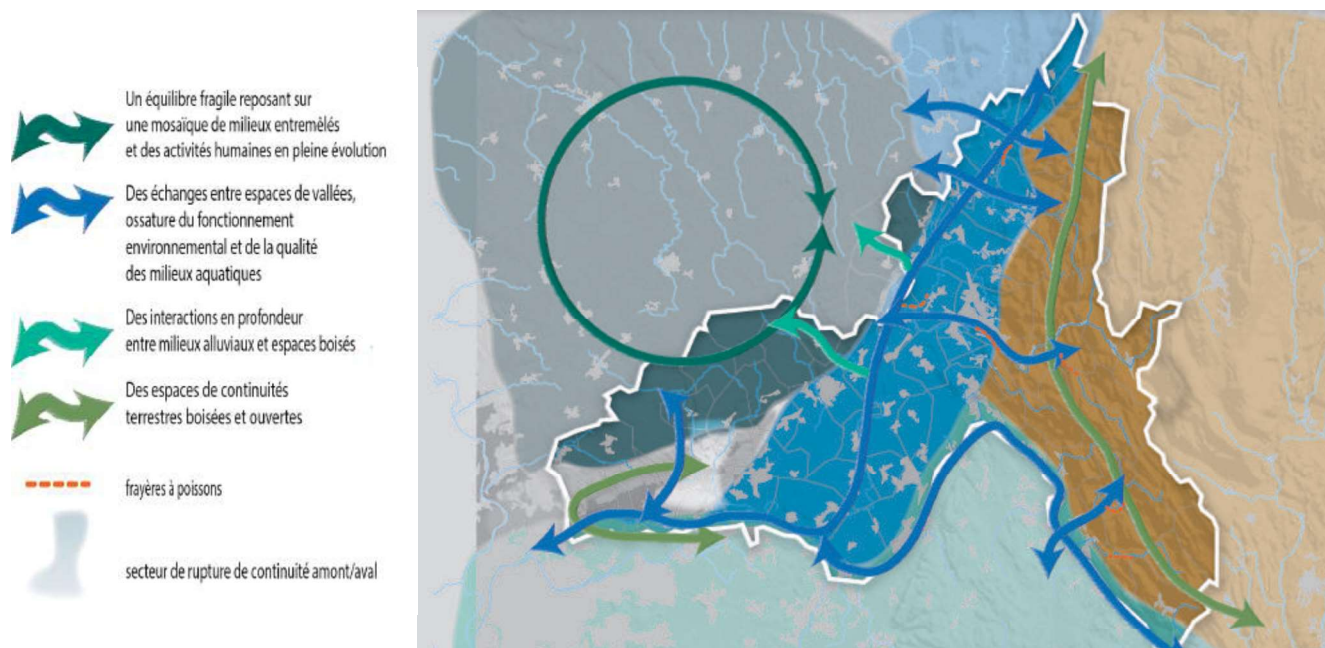 Un équilibre fragile reposant sur
une mosaïque de milieux entremêlés
et des activités humaines en pleine évolution
Des échanges entre espaces de vallées,
ossature du fonctionnement
environnemental et de la qualité
des milieux aquatiques
Des interactions en profondeur
entre milieux alluviaux et espaces boisés
Des espaces de continuités
terrestres boisées et ouvertes
frayères à poissons
secteur de rupture de continuité amont/aval